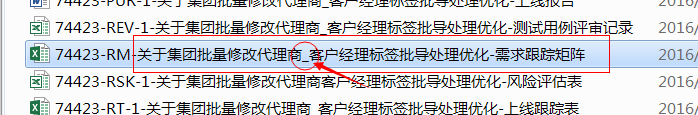 74423-PUR-1-关于集团批量修改代理商_客户经理标签批导处理优化-上线报告 2016/
74423-REV-1-关于集团批量修改代理商_客户经理标签批导处理优化-测试用例评审记录 2016/
74423-RM-关于集团批量修改代理商_客户经理标签批导处理优化-需求跟踪矩阵 2016/
74423-RSK-1-关于集团批量修改代理商客户经理标签批导处理优化-风险评估表 2016/
74423-RT-1-关于集团批量修改代理商_客户经理标签批导处理优化-上线跟踪表 2016/